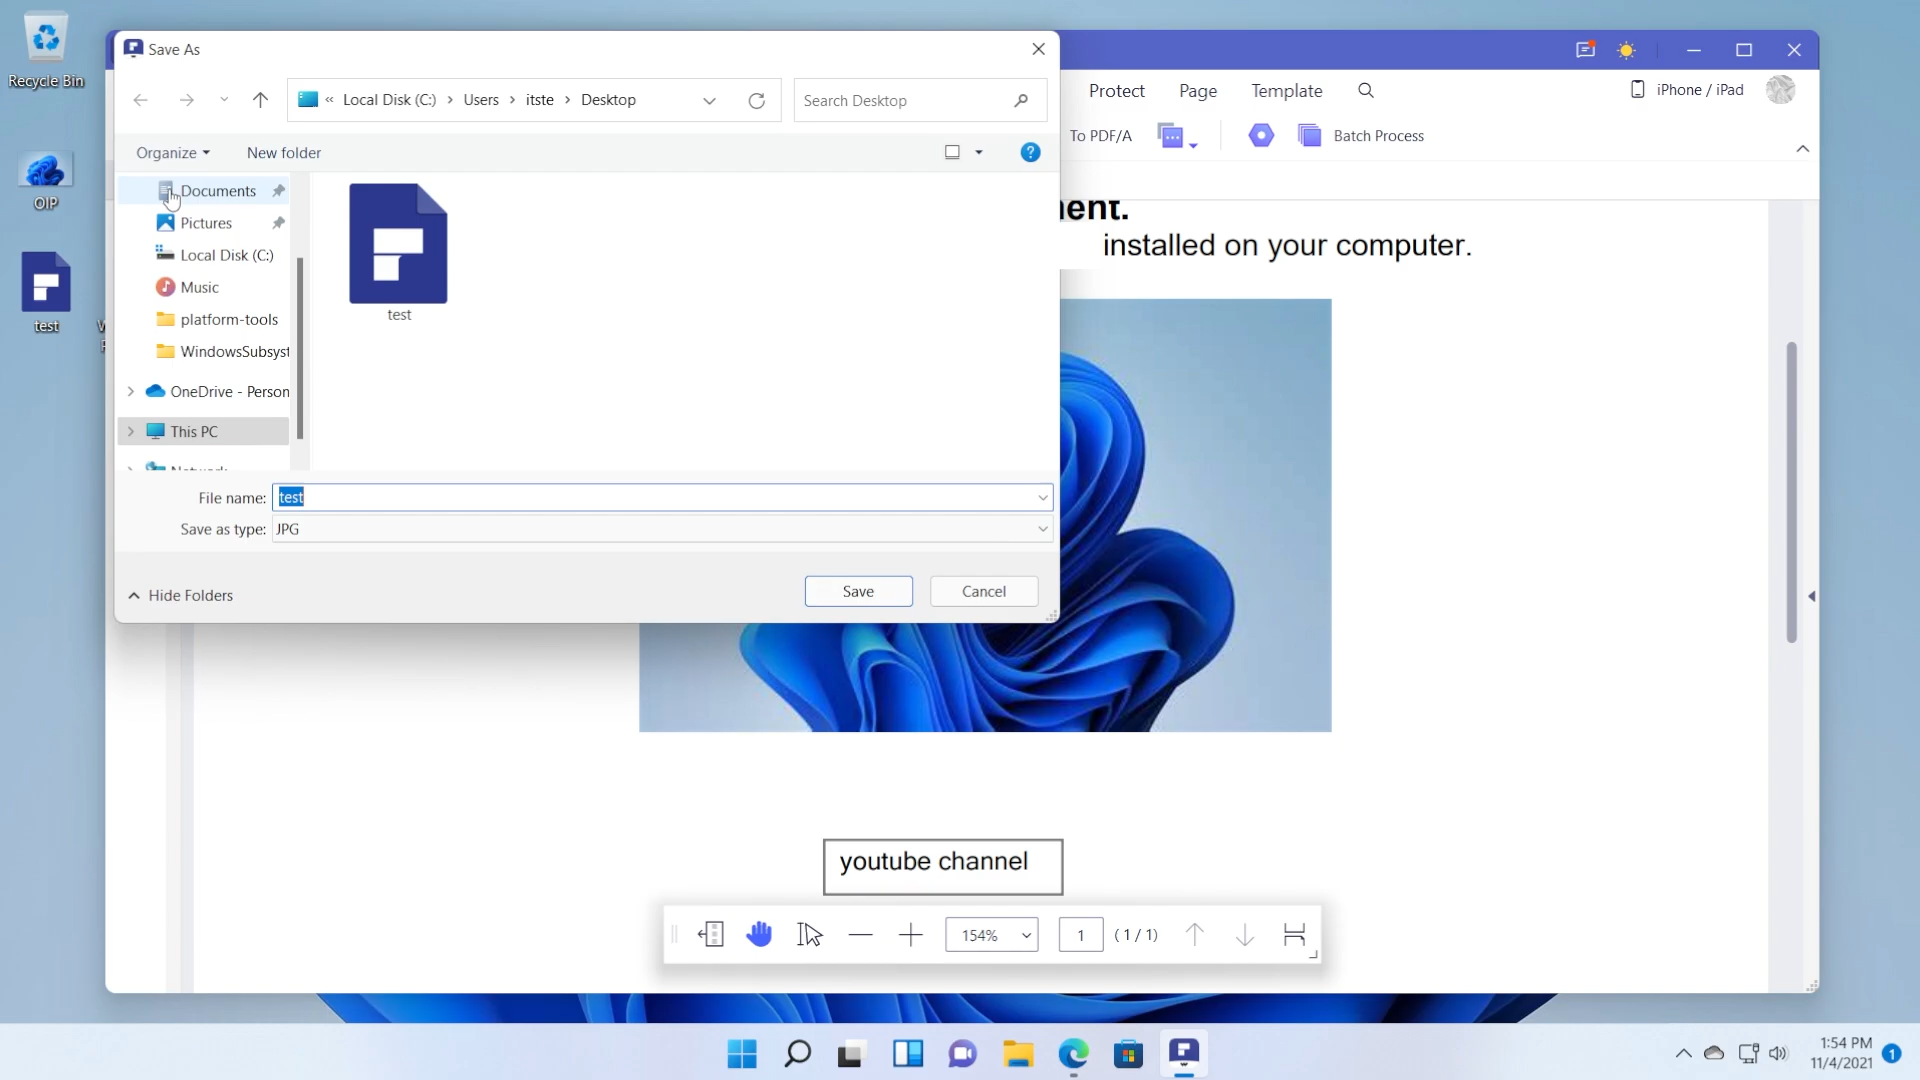 Recycle Bin
OIP
test
Save As
« Local Disk (C:) > Users > itste > Desktop
Search Desktop
Organize
New folder
Documents
Pictures
Local Disk (C:)
Music
platform-tools
WindowsSubsyst
OneDrive - Person
This PC
test
File name: test
Save as type: JPG
Hide Folders
Save
Cancel
Protect
Page
Template
iPhone / iPad
To PDF/A
Batch Process
ent.
installed on your computer.
youtube channel
154%
1
( 1 / 1)
1:54 PM
11/4/2021
1